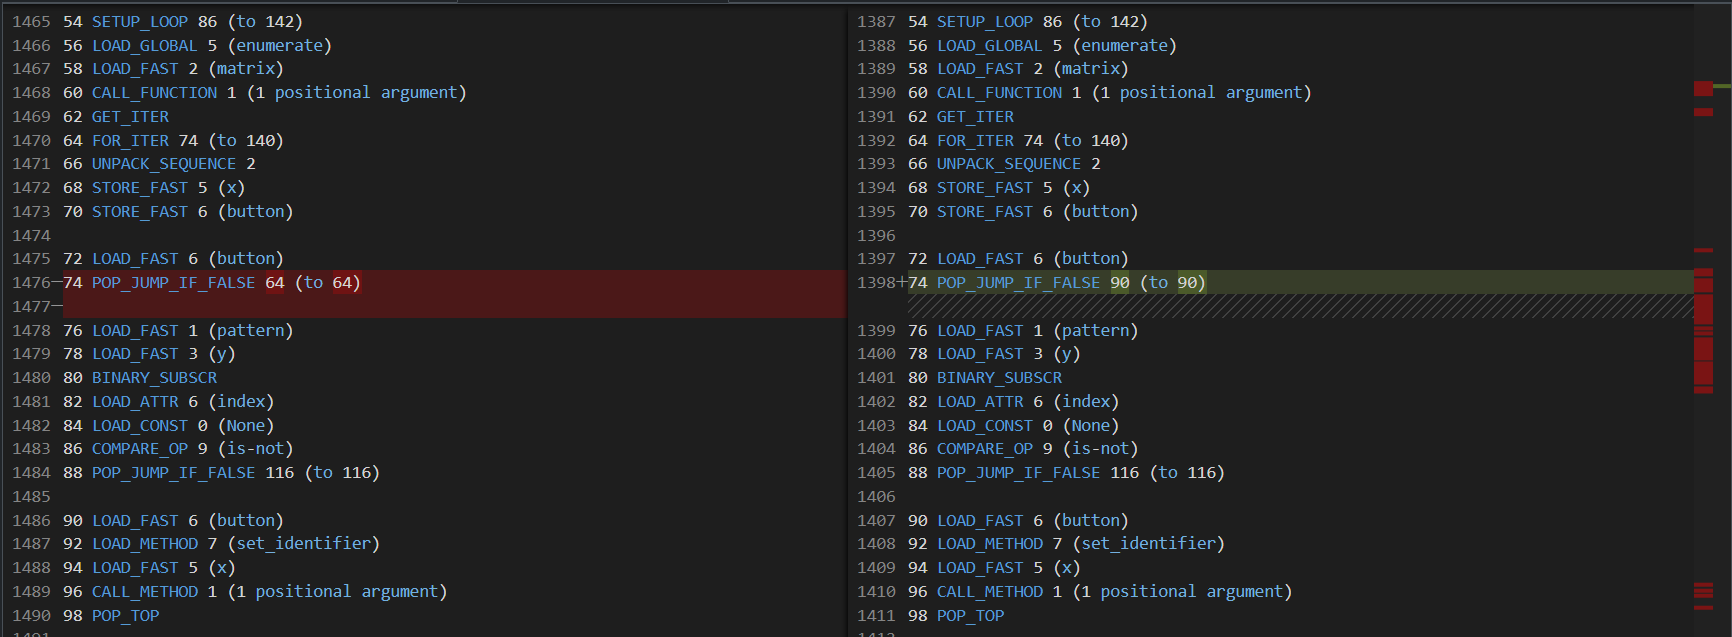 1465 54 SETUP_LOOP 86 (to 142)
1466 56 LOAD_GLOBAL 5 (enumerate)
1467 58 LOAD_FAST 2 (matrix)
1468 60 CALL_FUNCTION 1 (1 positional argument)
1469 62 GET_ITER
1470 64 FOR_ITER 74 (to 140)
1471 66 UNPACK_SEQUENCE 2
1472 68 STORE_FAST 5 (x)
1473 70 STORE_FAST 6 (button)
1474
1475 72 LOAD_FAST 6 (button)
1476—74 POP_JUMP_IF_FALSE 64 (to 64)
1477—
1478 76 LOAD_FAST 1 (pattern)
1479 78 LOAD_FAST 3 (y)
1480 80 BINARY_SUBSCR
1481 82 LOAD_ATTR 6 (index)
1482 84 LOAD_CONST 0 (None)
1483 86 COMPARE_OP 9 (is-not)
1484 88 POP_JUMP_IF_FALSE 116 (to 116)
1485
1486 90 LOAD_FAST 6 (button)
1487 92 LOAD_METHOD 7 (set_identifier)
1488 94 LOAD_FAST 5 (x)
1489 96 CALL_METHOD 1 (1 positional argument)
1490 98 POP_TOP
1387 54 SETUP_LOOP 86 (to 142)
1388 56 LOAD_GLOBAL 5 (enumerate)
1389 58 LOAD_FAST 2 (matrix)
1390 60 CALL_FUNCTION 1 (1 positional argument)
1391 62 GET_ITER
1392 64 FOR_ITER 74 (to 140)
1393 66 UNPACK_SEQUENCE 2
1394 68 STORE_FAST 5 (x)
1395 70 STORE_FAST 6 (button)
1396
1397 72 LOAD_FAST 6 (button)
1398+74 POP_JUMP_IF_FALSE 90 (to 90)
1399 76 LOAD_FAST 1 (pattern)
1400 78 LOAD_FAST 3 (y)
1401 80 BINARY_SUBSCR
1402 82 LOAD_ATTR 6 (index)
1403 84 LOAD_CONST 0 (None)
1404 86 COMPARE_OP 9 (is-not)
1405 88 POP_JUMP_IF_FALSE 116 (to 116)
1406
1407 90 LOAD_FAST 6 (button)
1408 92 LOAD_METHOD 7 (set_identifier)
1409 94 LOAD_FAST 5 (x)
1410 96 CALL_METHOD 1 (1 positional argument)
1411 98 POP_TOP